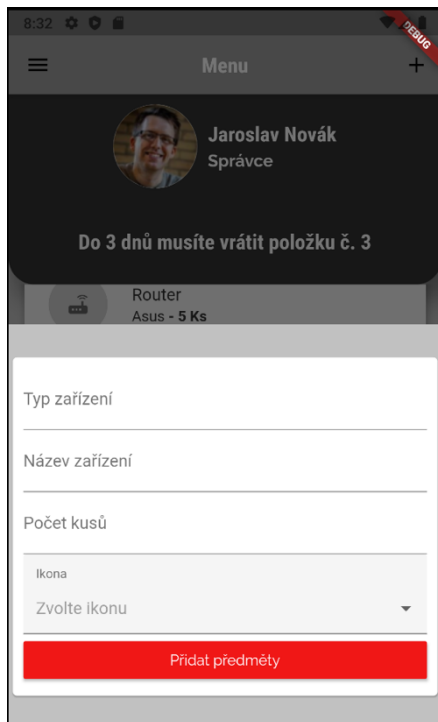 8:32
DEBUG
Menu
Jaroslav Novák
Správce
Do 3 dnů musíte vrátit položku č. 3
Router
Asus - 5 Ks
Typ zařízení
Název zařízení
Počet kusů
Ikona
Zvolte ikonu
Přidat předměty